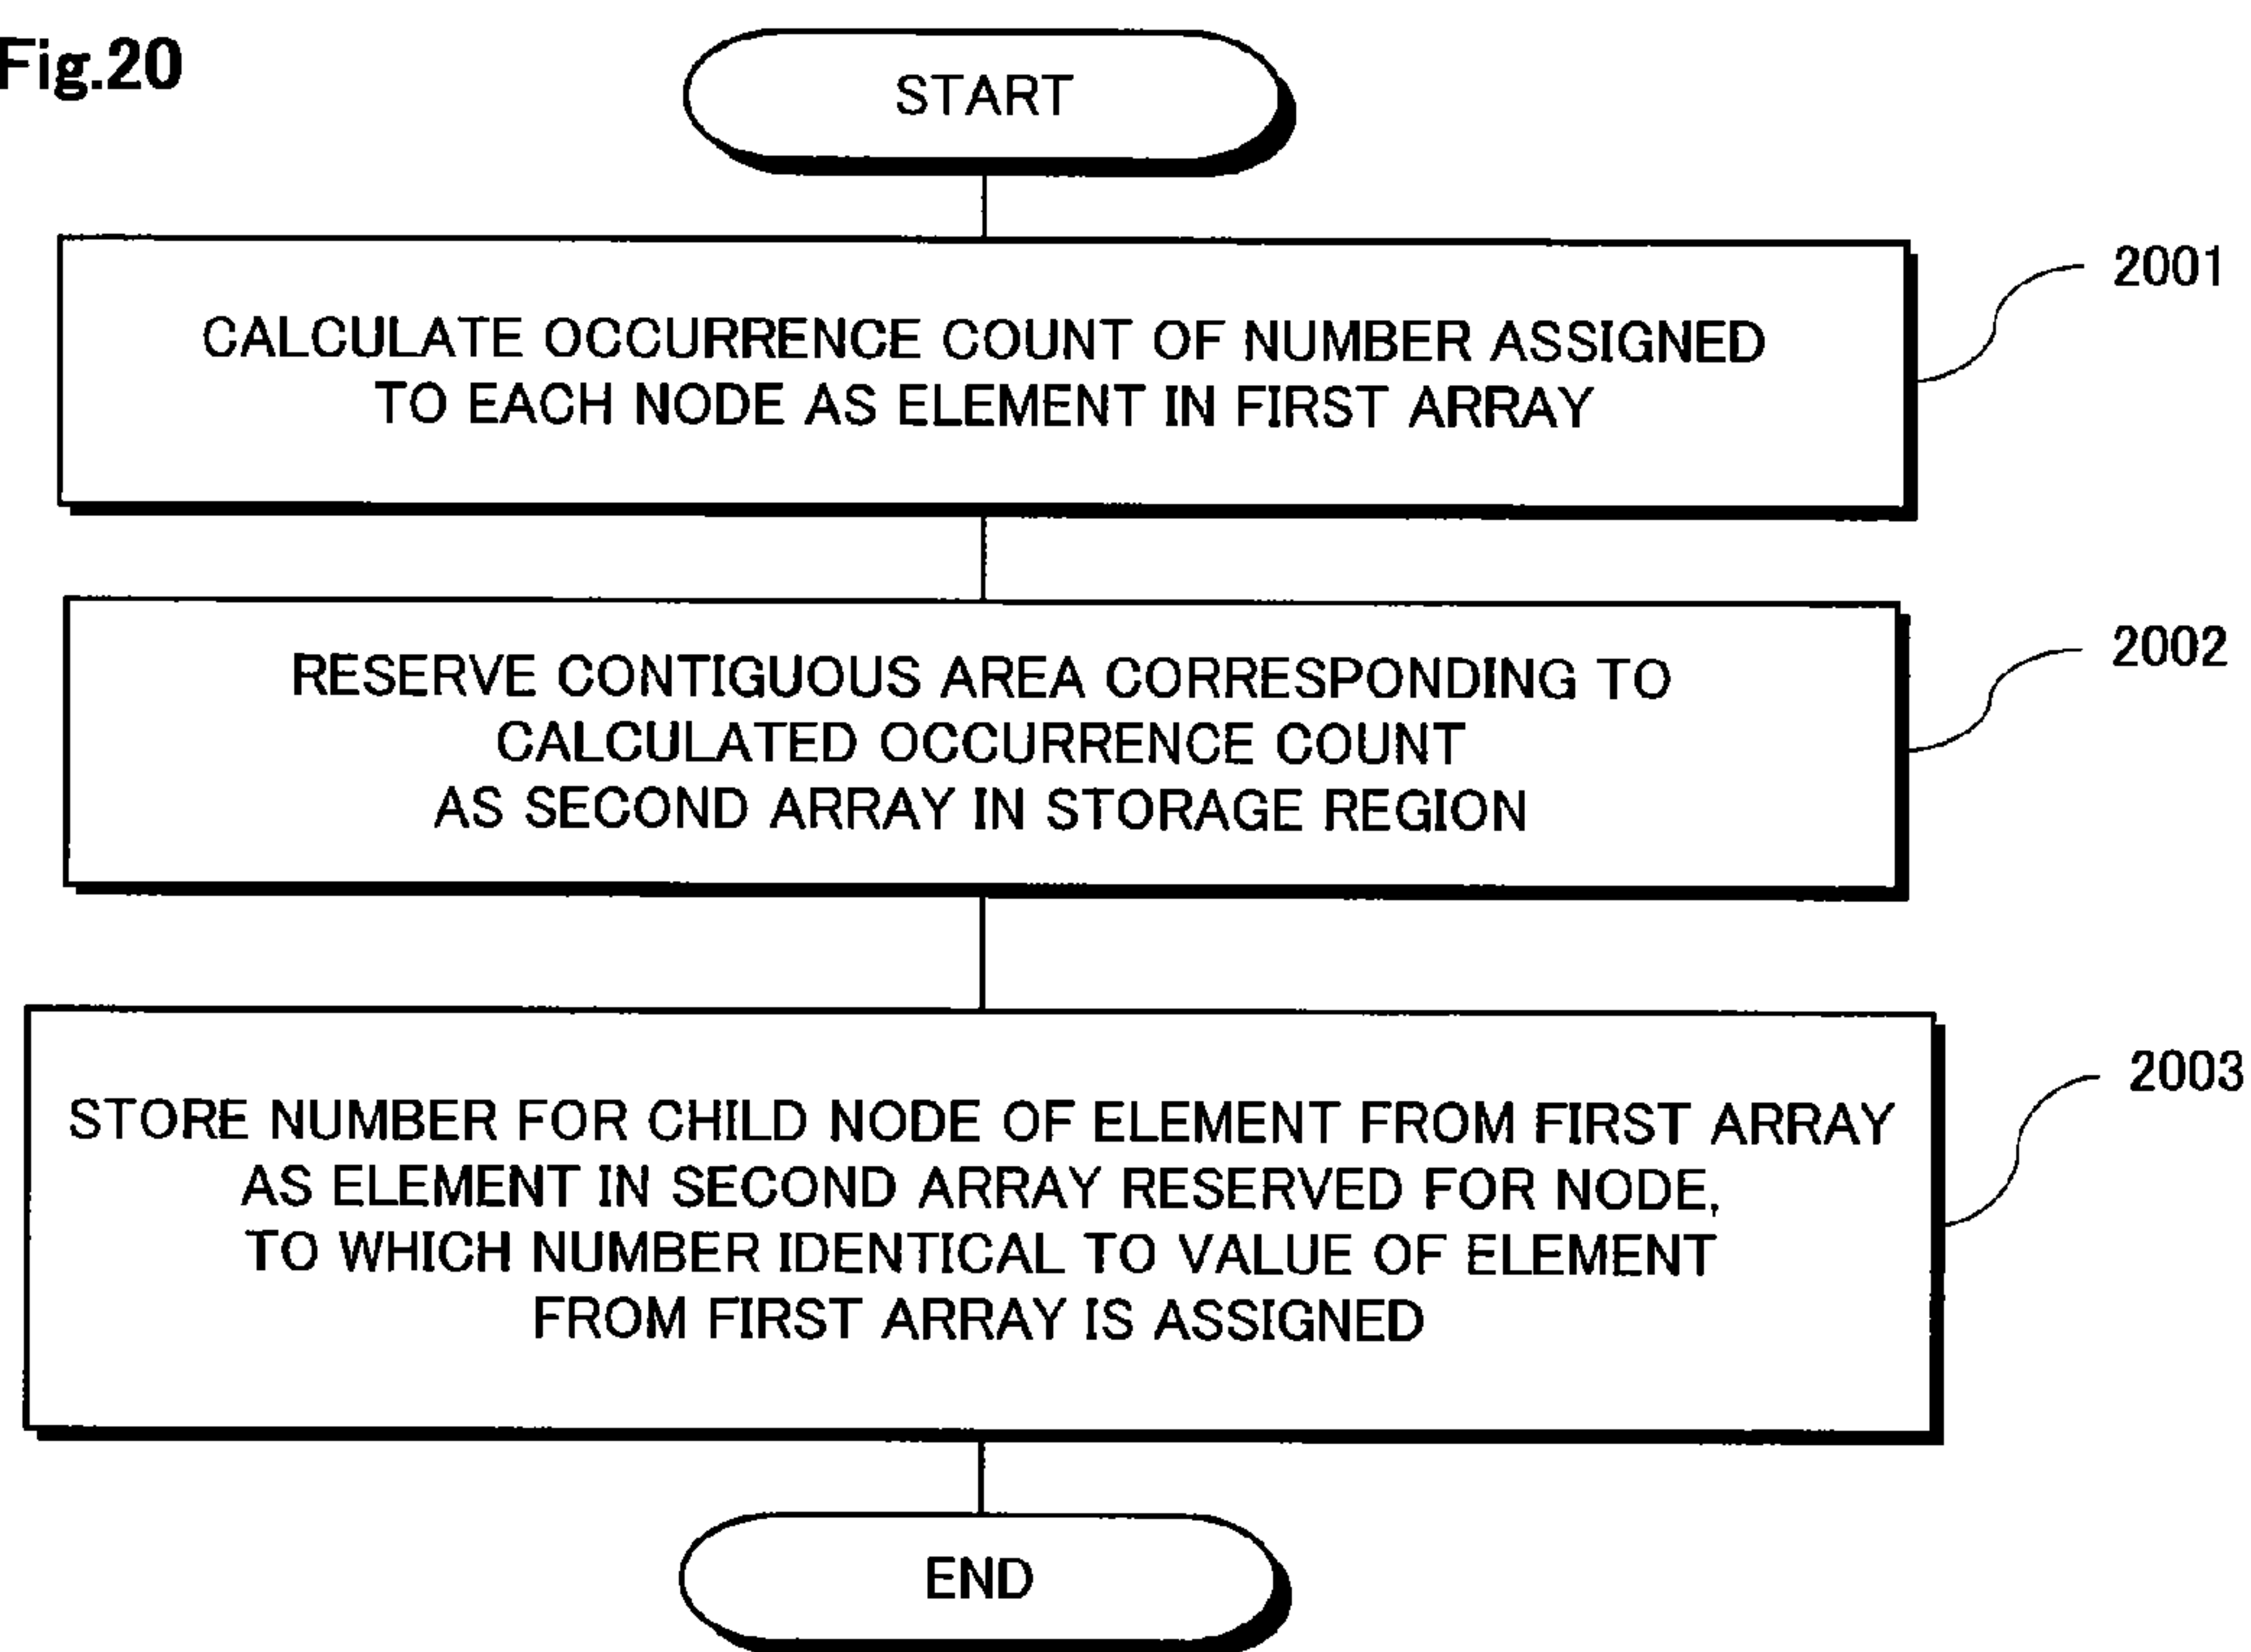 Fig.20
START
CALCULATE OCCURRENCE COUNT OF NUMBER ASSIGNED
TO EACH NODE AS ELEMENT IN FIRST ARRAY
2001
RESERVE CONTIGUOUS AREA CORRESPONDING TO
CALCULATED OCCURRENCE COUNT
AS SECOND ARRAY IN STORAGE REGION
2002
STORE NUMBER FOR CHILD NODE OF ELEMENT FROM FIRST ARRAY
AS ELEMENT IN SECOND ARRAY RESERVED FOR NODE,
TO WHICH NUMBER IDENTICAL TO VALUE OF ELEMENT
FROM FIRST ARRAY IS ASSIGNED
2003
END